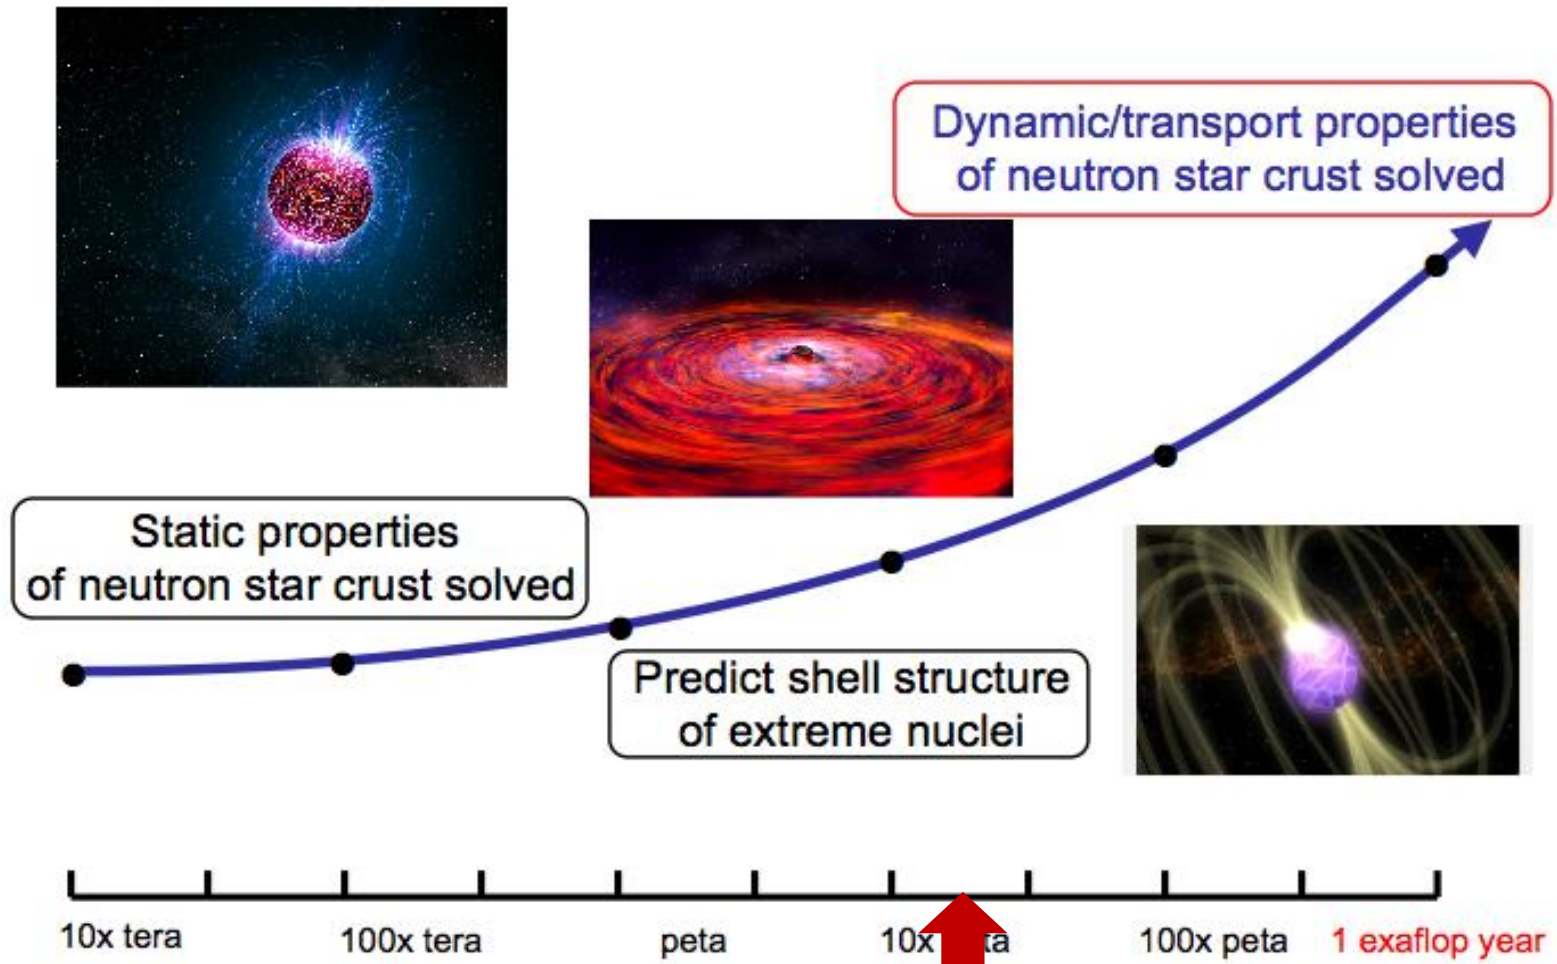 Dynamic/transport properties
of neutron star crust solved
Static properties
of neutron star crust solved
Predict shell structure
of extreme nuclei
10x tera
100x tera
peta
10x
100x peta
1 exaflop year